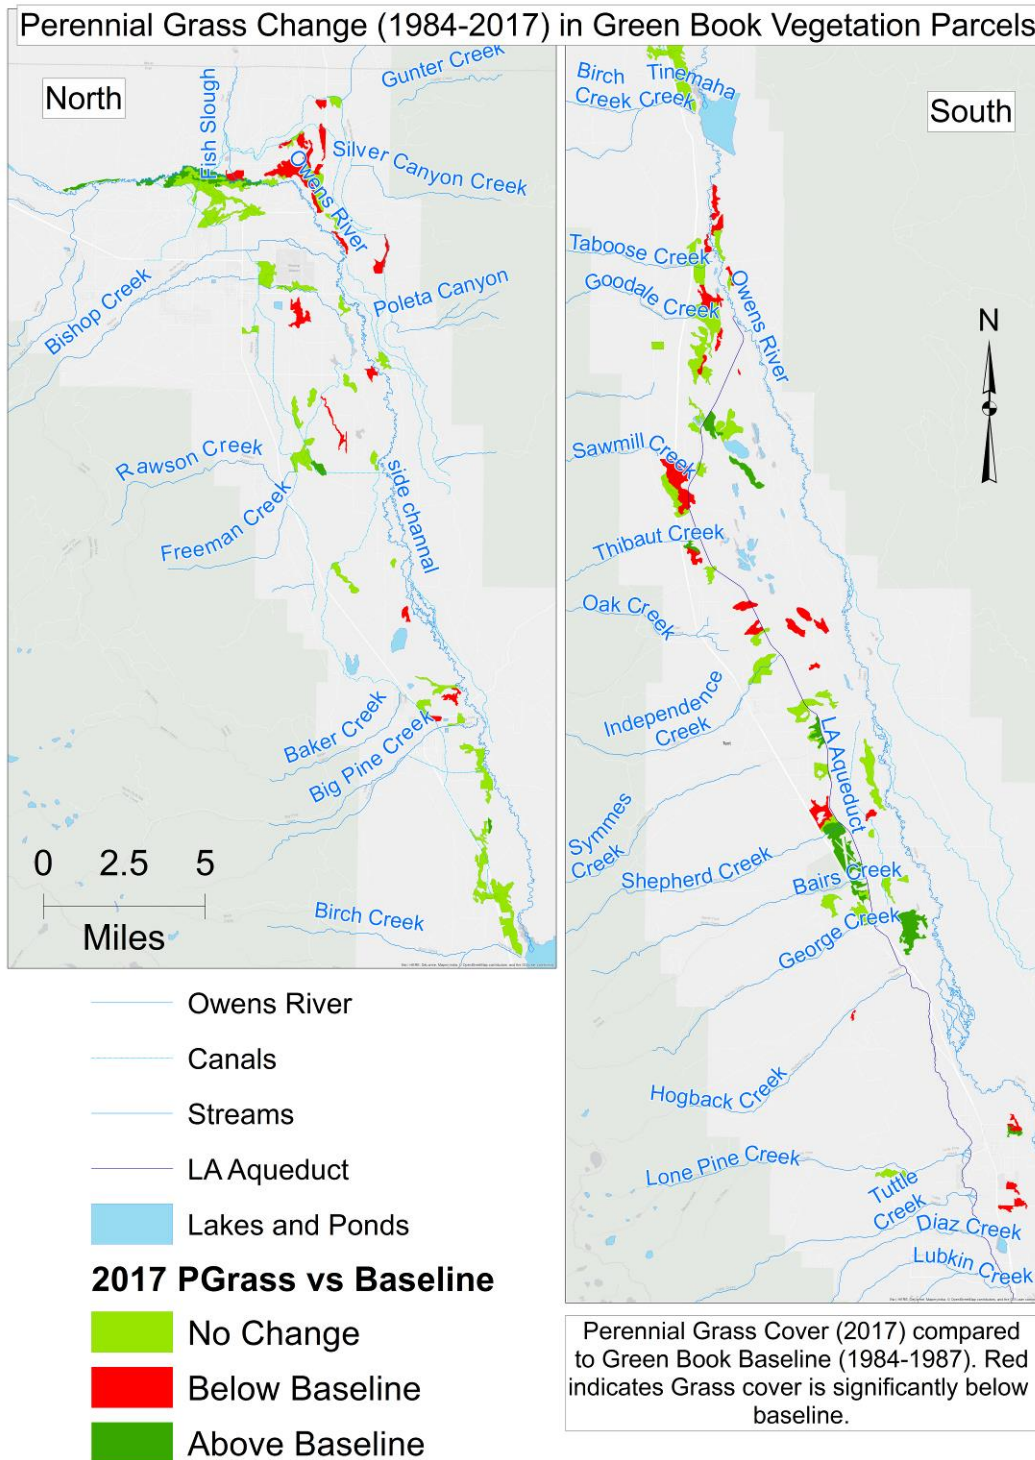 Perennial Grass Change (1984-2017) in Green Book Vegetation Parcels
North
Gunter Creek
Fish Slough
Silver Canyon Creek
Owens River
Bishop Creek
Poleta Canyon
Rawson Creek
Freeman Creek
side channal
Baker Creek
Big Pine Creek
Birch Creek
0 2.5 5
Miles
South
Birch Creek
Tinemaha Creek
Taboose Creek
Goodale Creek
Owens River
N
Sawmill Creek
Thibaut Creek
Oak Creek
Independence Creek
LA Aqueduct
Symmes Creek
Shepherd Creek
Bairs Creek
George Creek
Hogback Creek
Lone Pine Creek
Tuttle Creek
Diaz Creek
Lubkin Creek
Owens River
Canals
Streams
LA Aqueduct
Lakes and Ponds
2017 PGrass vs Baseline
No Change
Below Baseline
Above Baseline
Perennial Grass Cover (2017) compared
to Green Book Baseline (1984-1987). Red
indicates Grass cover is significantly below
baseline.